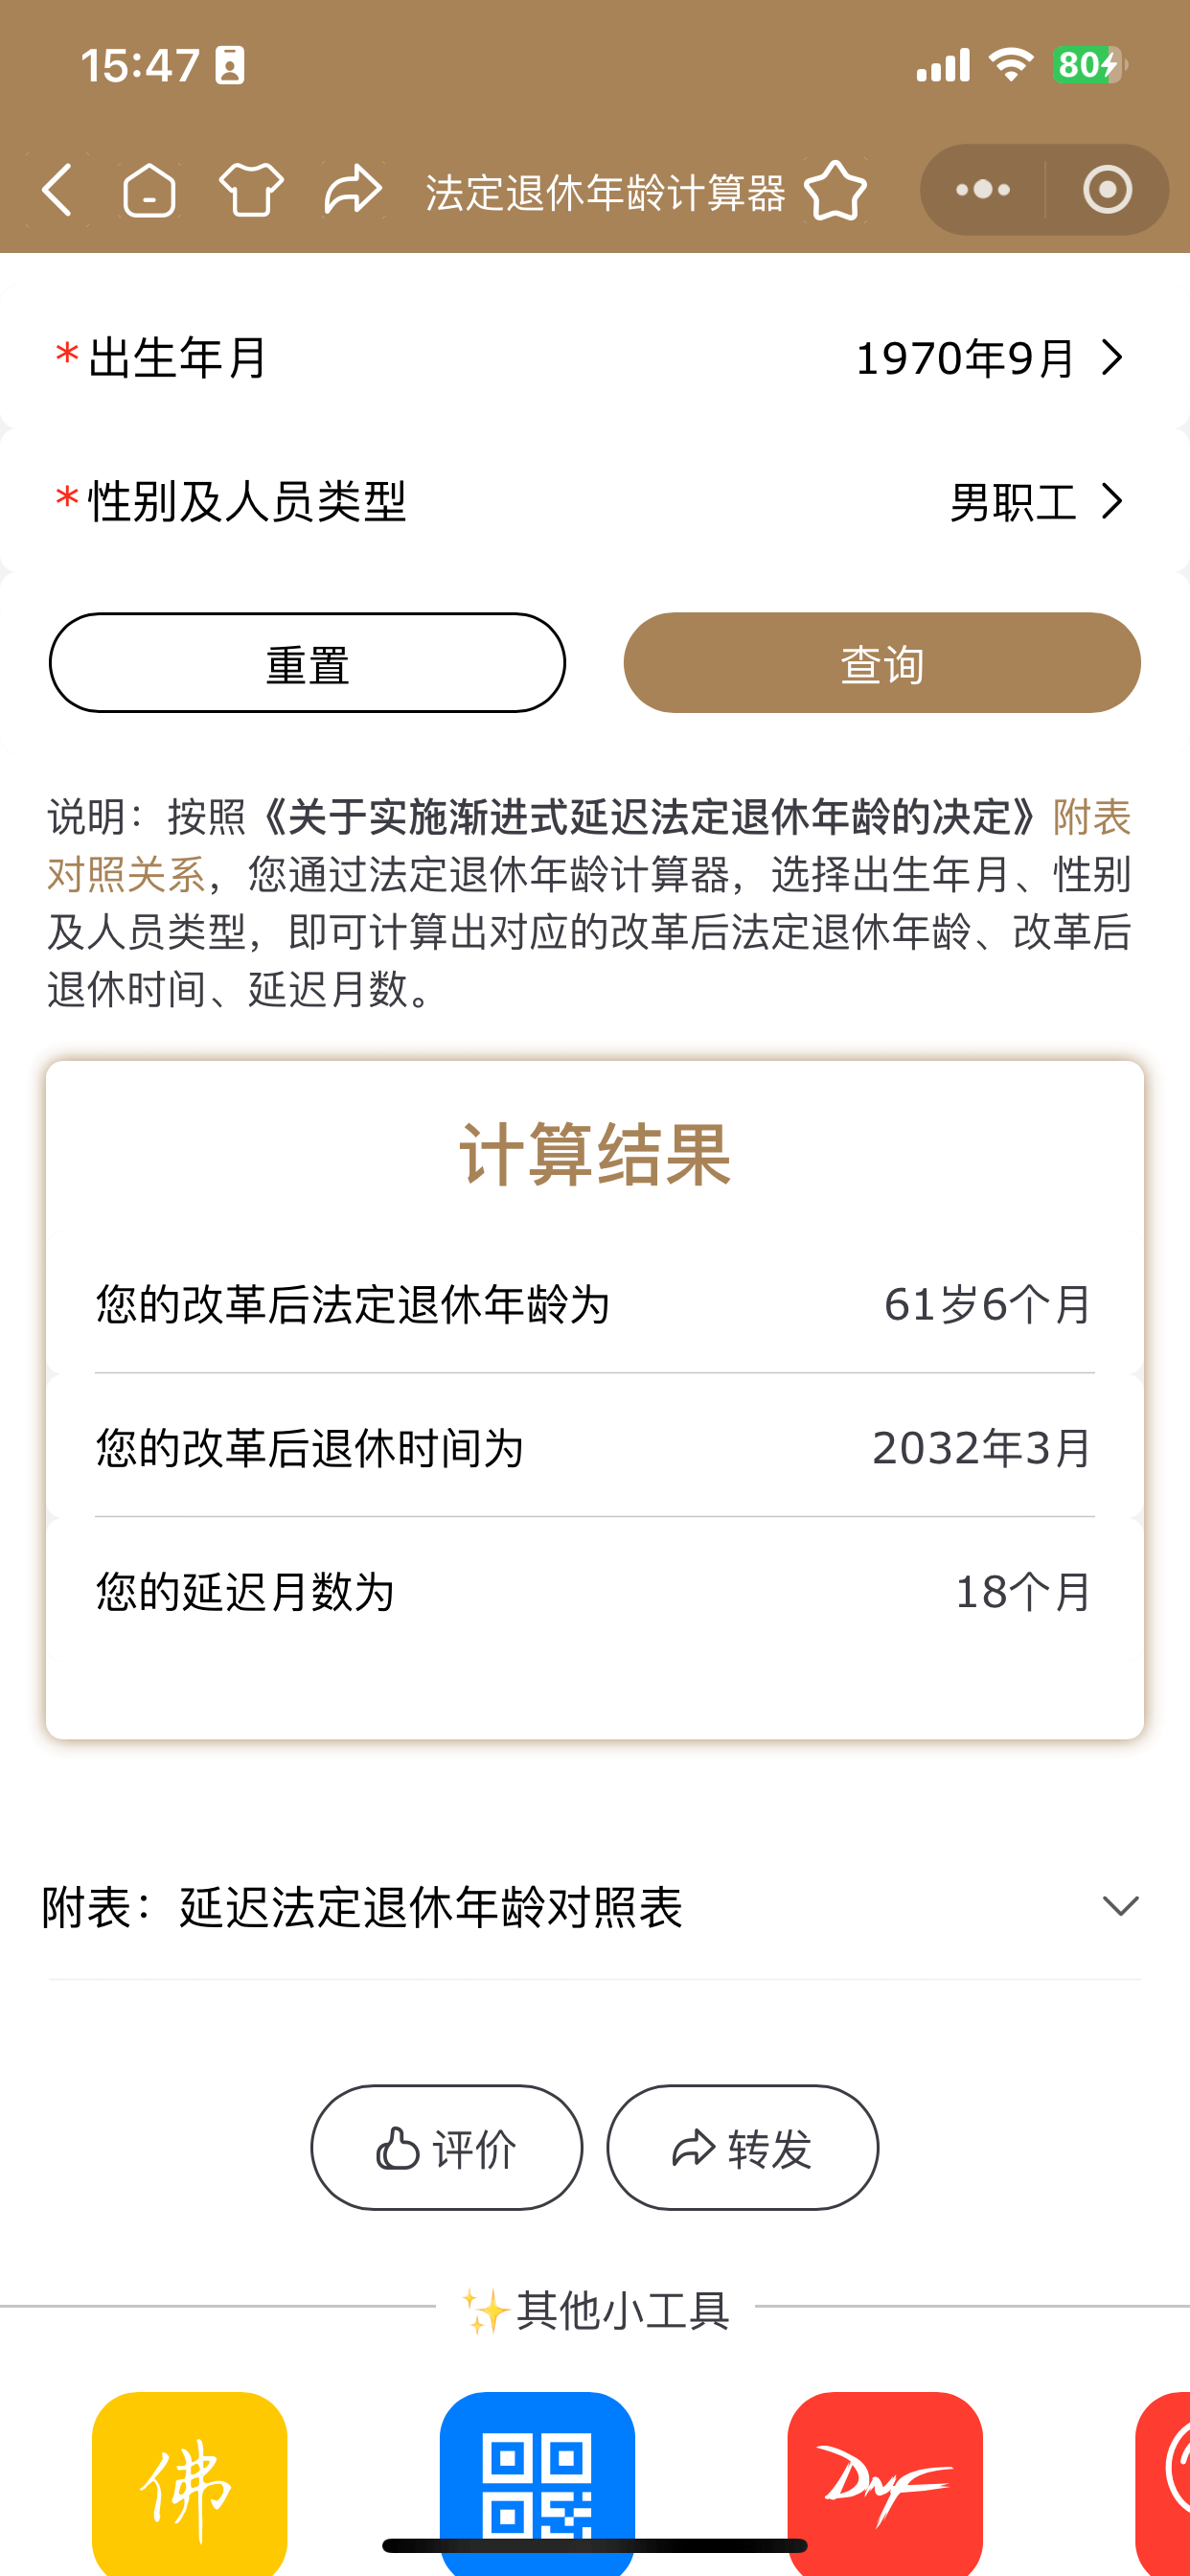 15:47
80
法定退休年龄计算器
*出生年月 1970年9月
*性别及人员类型 男职工
重置 查询
说明：按照《关于实施渐进式延迟法定退休年龄的决定》附表
对照关系，您通过法定退休年龄计算器，选择出生年月、性别
及人员类型，即可计算出对应的改革后法定退休年龄、改革后
退休时间、延迟月数。
计算结果
您的改革后法定退休年龄为 61岁6个月
您的改革后退休时间为 2032年3月
您的延迟月数为 18个月
附表：延迟法定退休年龄对照表
评价 转发
✨其他小工具
佛 DNF